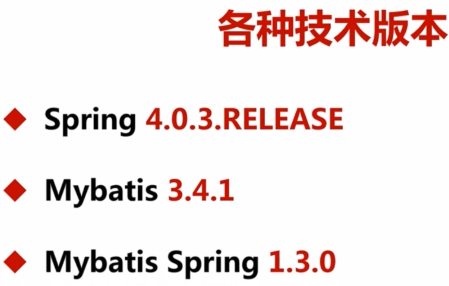 各种技术版本
Spring 4.0.3.RELEASE
Mybatis 3.4.1
Mybatis Spring 1.3.0